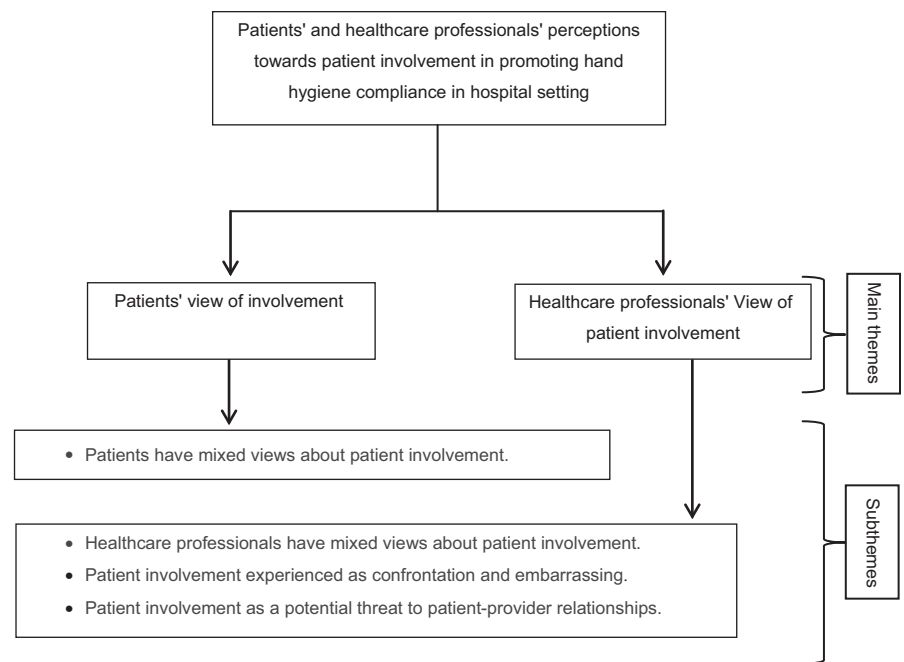 Patients' and healthcare professionals' perceptions
towards patient involvement in promoting hand
hygiene compliance in hospital setting
Patients' view of involvement
Healthcare professionals' View of
patient involvement
Main themes
• Patients have mixed views about patient involvement.
• Healthcare professionals have mixed views about patient involvement.
• Patient involvement experienced as confrontation and embarrassing.
• Patient involvement as a potential threat to patient-provider relationships.
Subthemes